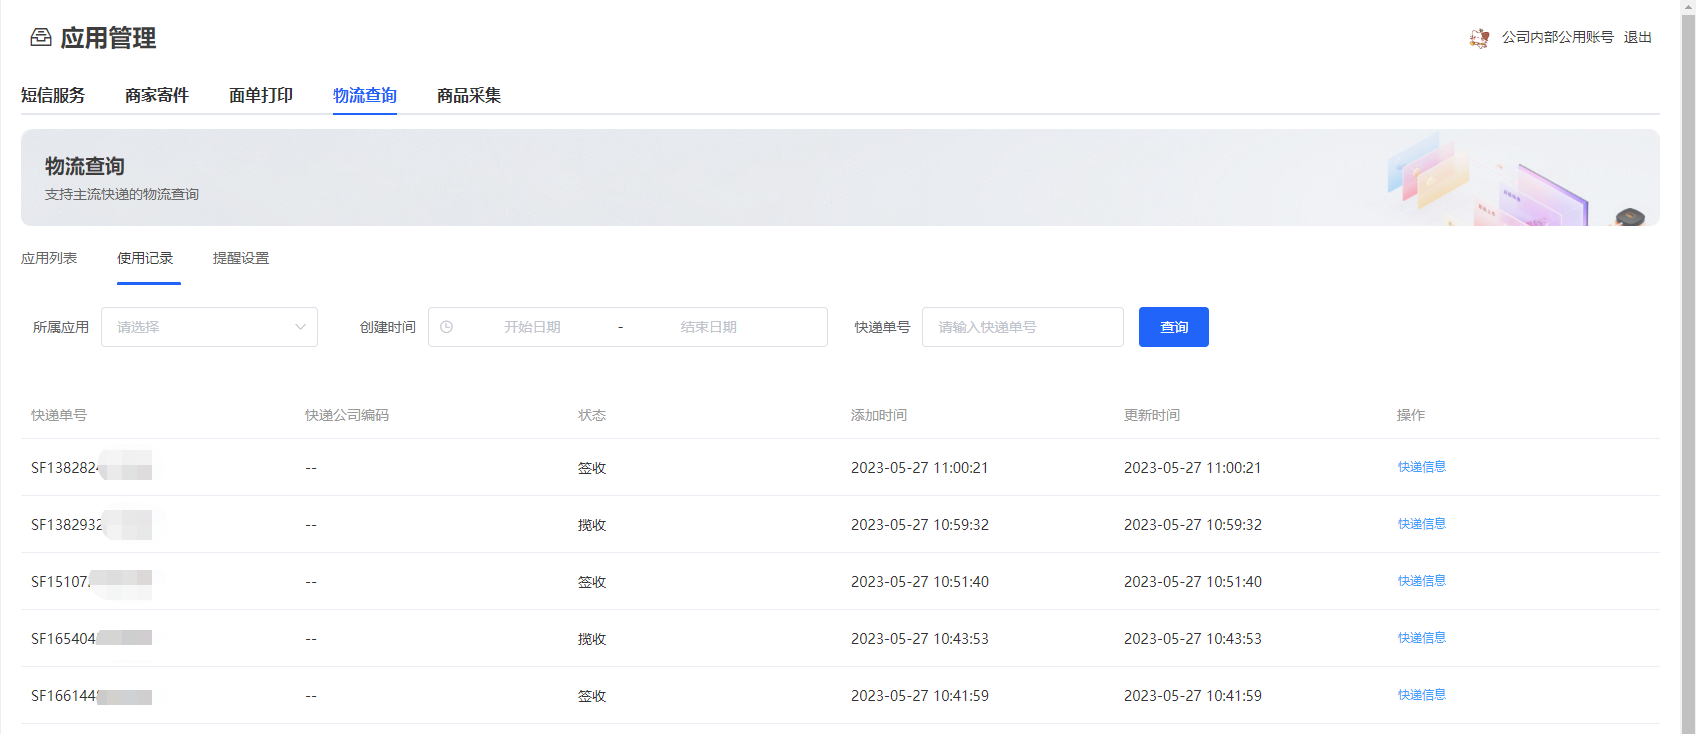 应用管理
公司内部公用账号 退出
短信服务 商家寄件 面单打印 物流查询 商品采集
物流查询
支持主流快递的物流查询
应用列表 使用记录 提醒设置
所属应用 请选择 创建时间 开始日期 - 结束日期 快递单号 请输入快递单号 查询
快递单号 快递公司编码 状态 添加时间 更新时间 操作
SF138282 -- 签收 2023-05-27 11:00:21 2023-05-27 11:00:21 快递信息
SF1382932 -- 揽收 2023-05-27 10:59:32 2023-05-27 10:59:32 快递信息
SF15107 -- 签收 2023-05-27 10:51:40 2023-05-27 10:51:40 快递信息
SF165404 -- 揽收 2023-05-27 10:43:53 2023-05-27 10:43:53 快递信息
SF166144 -- 签收 2023-05-27 10:41:59 2023-05-27 10:41:59 快递信息